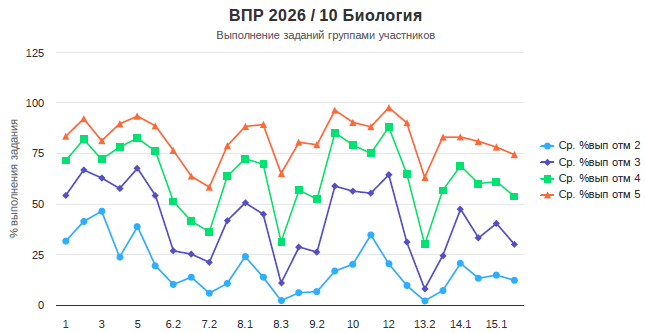 ВПР 2026 / 10 Биология
Выполнение заданий группами участников
% выполнения задания
125
100
75
50
25
0
1 3 5 6.2 7.2 8.1 8.3 9.2 10 12 13.2 14.1 15.1
Ср. %вып отм 2
Ср. %вып отм 3
Ср. %вып отм 4
Ср. %вып отм 5